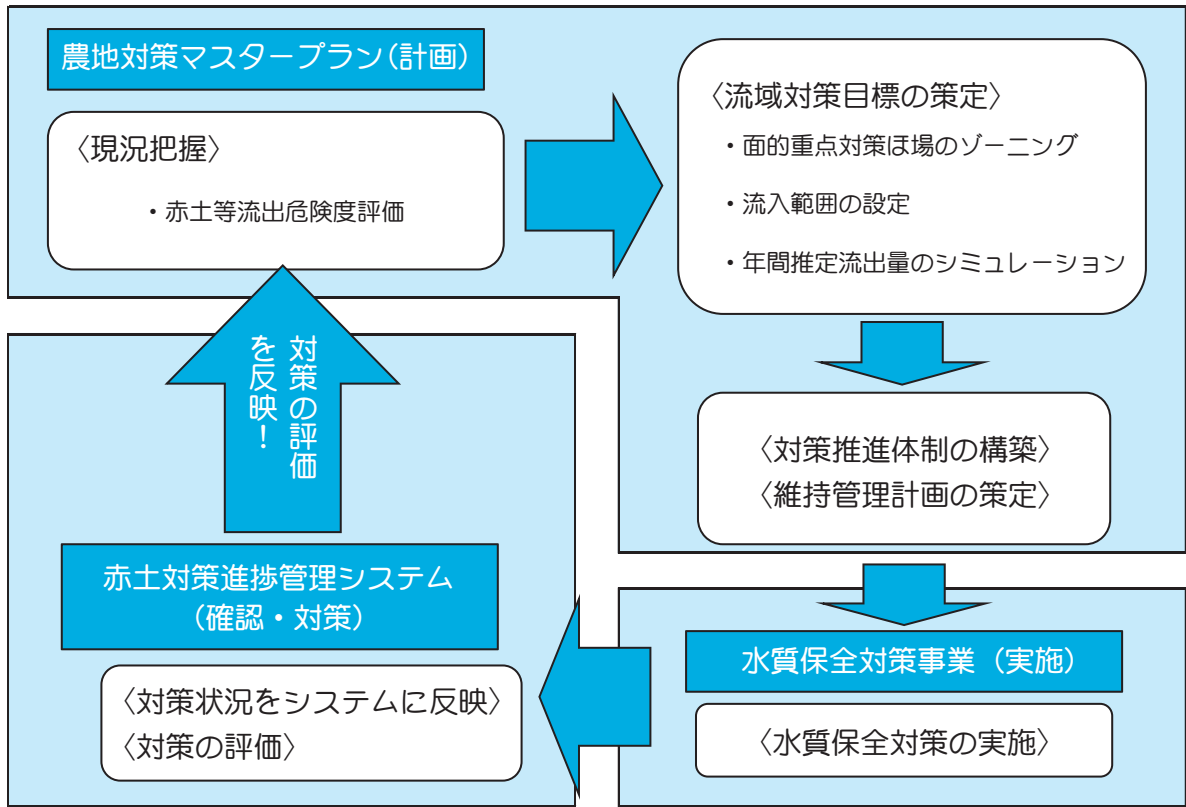 農地対策マスタープラン(計画)
〈現況把握〉
・赤土等流出危険度評価
〈流域対策目標の策定〉
・面的重点対策ほ場のゾーニング
・流入範囲の設定
・年間推定流出量のシミュレーション
〈対策推進体制の構築〉
〈維持管理計画の策定〉
水質保全対策事業（実施）
〈水質保全対策の実施〉
赤土対策進捗管理システム
（確認・対策）
〈対策状況をシステムに反映〉
〈対策の評価〉
対策の評価
を反映！